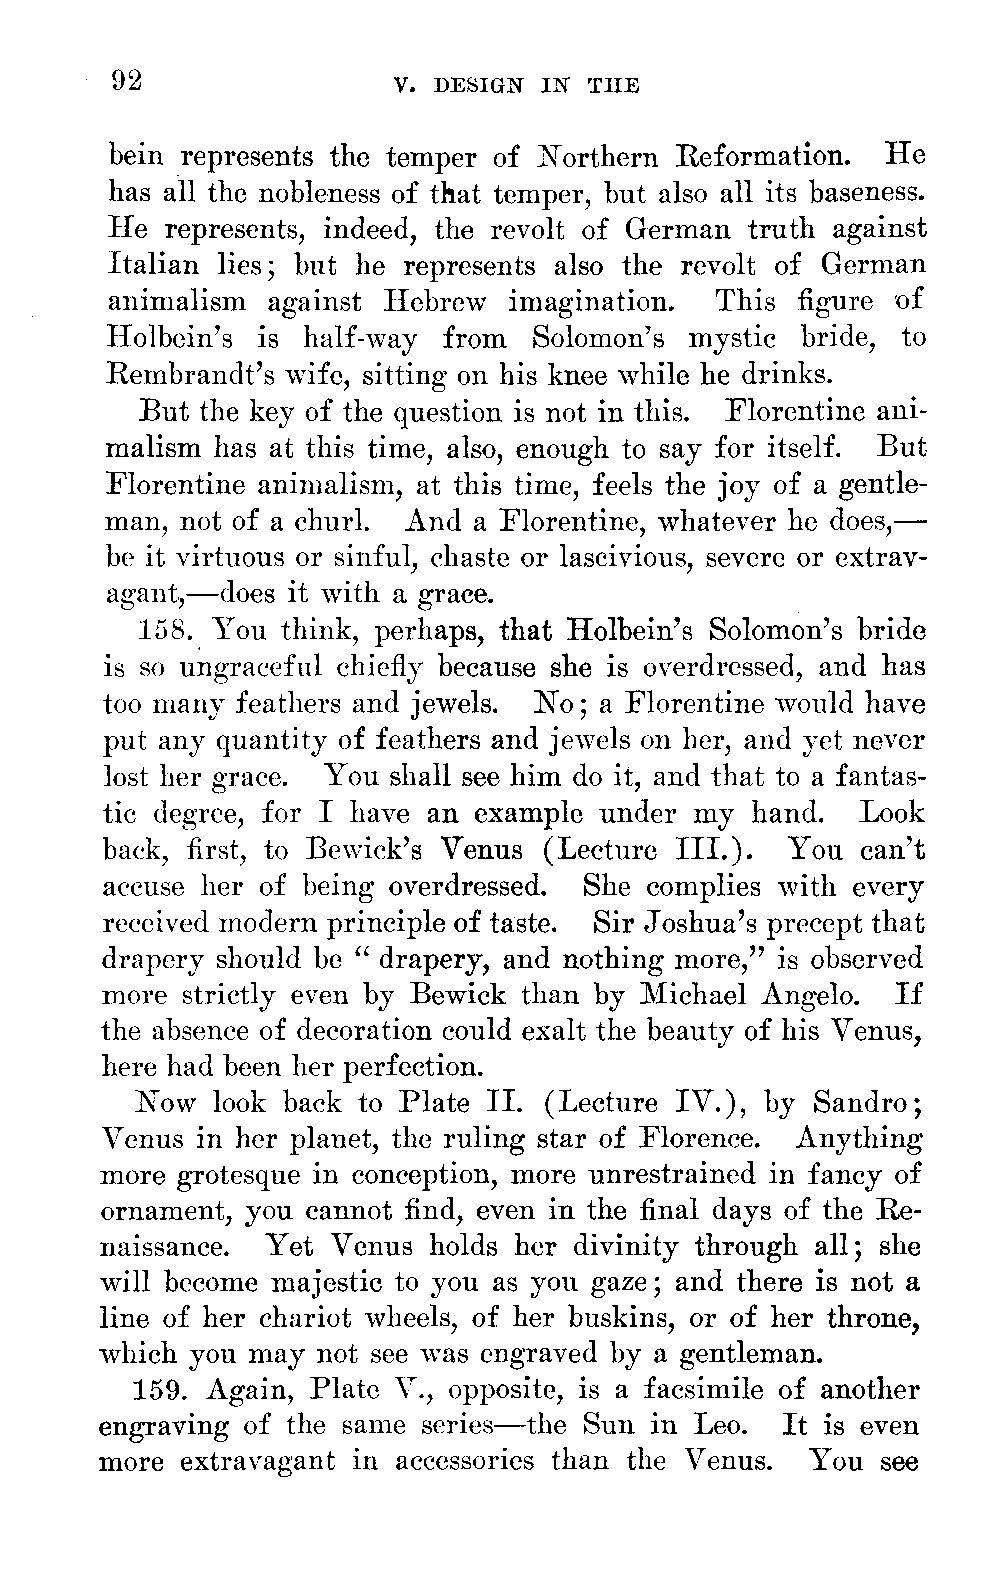 92 V. DESIGN IN THE
bein represents the temper of Northern Reformation. He
has all the nobleness of that temper, but also all its baseness.
He represents, indeed, the revolt of German truth against
Italian lies; but he represents also the revolt of German
animalism against Hebrew imagination. This figure of
Holbein's is half-way from Solomon's mystic bride, to
Rembrandt's wife, sitting on his knee while he drinks.
But the key of the question is not in this. Florentine ani-
malism has at this time, also, enough to say for itself. But
Florentine animalism, at this time, feels the joy of a gentle-
man, not of a churl. And a Florentine, whatever he does,—
be it virtuous or sinful, chaste or lascivious, severe or extrav-
agant,—does it with a grace.
158. You think, perhaps, that Holbein's Solomon's bride
is so ungraceful chiefly because she is overdressed, and has
too many feathers and jewels. No; a Florentine would have
put any quantity of feathers and jewels on her, and yet never
lost her grace. You shall see him do it, and that to a fantas-
tic degree, for I have an example under my hand. Look
back, first, to Bewick's Venus (Lecture III.). You can't
accuse her of being overdressed. She complies with every
received modern principle of taste. Sir Joshua's precept that
drapery should be “ drapery, and nothing more,” is observed
more strictly even by Bewick than by Michael Angelo. If
the absence of decoration could exalt the beauty of his Venus,
here had been her perfection.
Now look back to Plate II. (Lecture IV.), by Sandro;
Venus in her planet, the ruling star of Florence. Anything
more grotesque in conception, more unrestrained in fancy of
ornament, you cannot find, even in the final days of the Re-
naissance. Yet Venus holds her divinity through all; she
will become majestic to you as you gaze; and there is not a
line of her chariot wheels, of her buskins, or of her throne,
which you may not see was engraved by a gentleman.
159. Again, Plate V., opposite, is a facsimile of another
engraving of the same series—the Sun in Leo. It is even
more extravagant in accessories than the Venus. You see